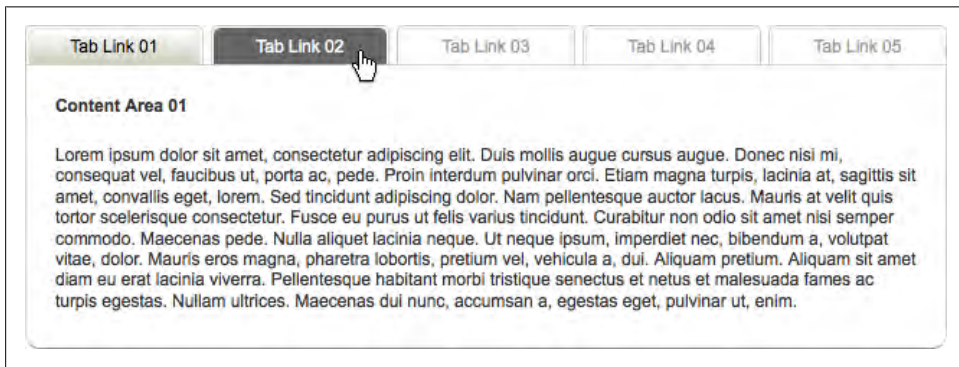 Tab Link 01 Tab Link 02 Tab Link 03 Tab Link 04 Tab Link 05
Content Area 01
Lorem ipsum dolor sit amet, consectetur adipiscing elit. Duis mollis augue cursus augue. Donec nisi mi,
consequat vel, faucibus ut, porta ac, pede. Proin interdum pulvinar orci. Etiam magna turpis, lacinia at, sagittis sit
amet, convallis eget, lorem. Sed tincidunt adipiscing dolor. Nam pellentesque auctor lacus. Mauris at velit quis
tortor scelerisque consectetur. Fusce eu purus ut felis varius tincidunt. Curabitur non odio sit amet nisi semper
commodo. Maecenas pede. Nulla aliquet lacinia neque. Ut neque ipsum, imperdiet nec, bibendum a, volutpat
vitae, dolor. Mauris eros magna, pharetra lobortis, pretium vel, vehicula a, dui. Aliquam pretium. Aliquam sit amet
diam eu erat lacinia viverra. Pellentesque habitant morbi tristique senectus et netus et malesuada fames ac
turpis egestas. Nullam ultrices. Maecenas dui nunc, accumsan a, egestas eget, pulvinar ut, enim.